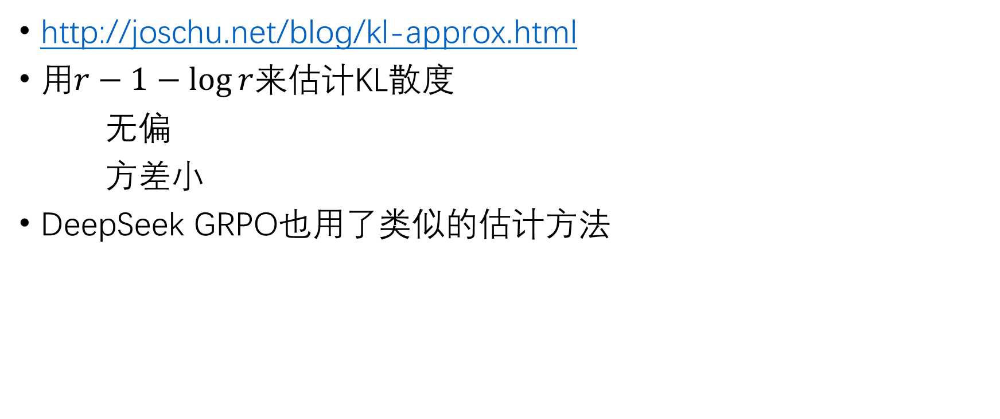 • http://joschu.net/blog/kl-approx.html
• 用r − 1 − log r来估计KL散度
无偏
方差小
• DeepSeek GRPO也用了类似的估计方法